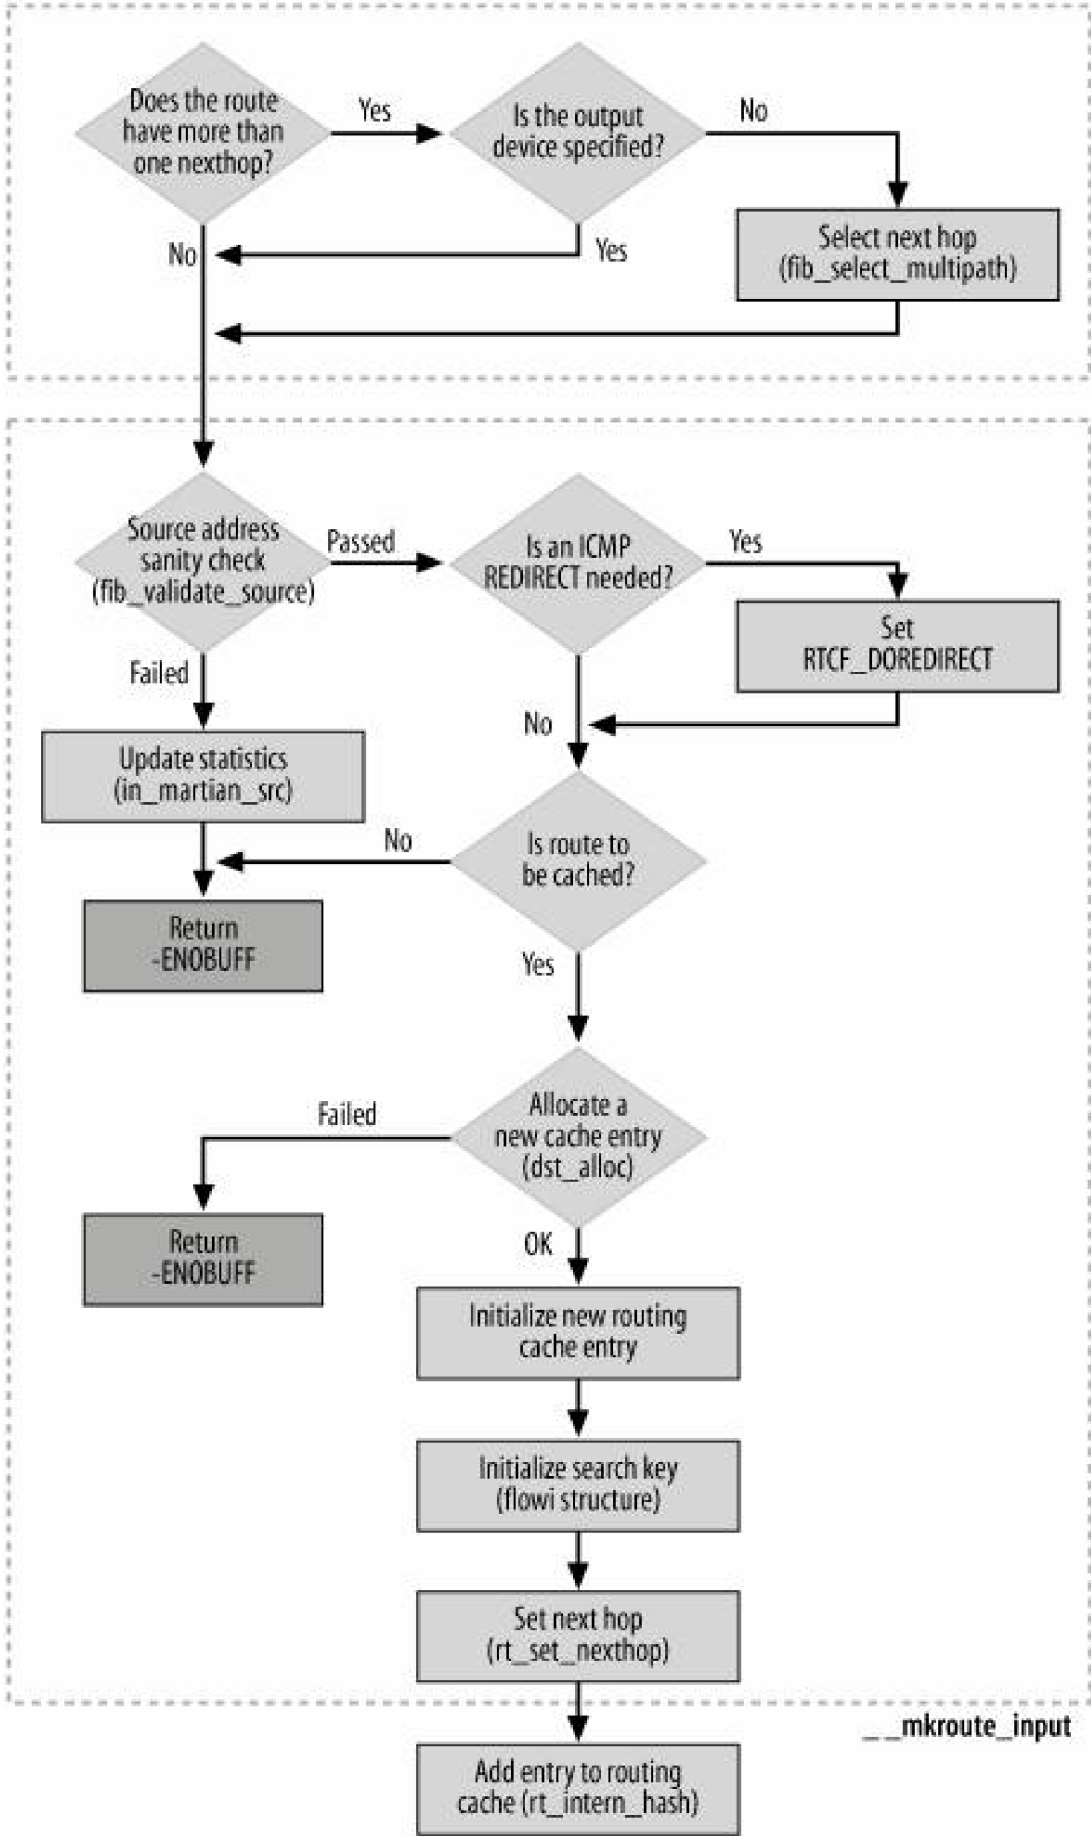 Does the route
have more than
one nexthop?
Yes
Is the output
device specified?
No
Select next hop
(fib_select_multipath)
No
Yes
Source address
sanity check
(fib_validate_source)
Passed
Is an ICMP
REDIRECT needed?
Yes
Set
RTCF_DOREDIRECT
Failed
No
Update statistics
(in_martian_src)
No
Is route to
be cached?
Return
-ENOBUFF
Yes
Allocate a
new cache entry
(dst_alloc)
Failed
Return
-ENOBUFF
OK
Initialize new routing
cache entry
Initialize search key
(flowi structure)
Set next hop
(rt_set_nexthop)
__mkroute_input
Add entry to routing
cache (rt_intern_hash)